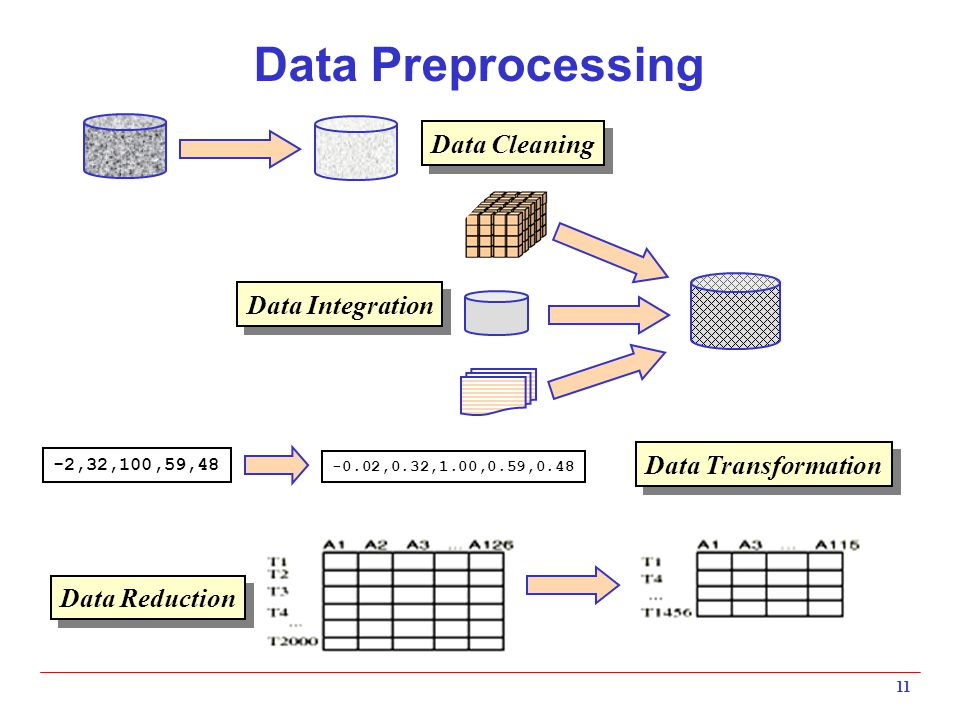 Data Preprocessing
Data Cleaning
Data Integration
-2,32,100,59,48
-0.02,0.32,1.00,0.59,0.48
Data Transformation
Data Reduction
A1 A2 A3 ... A126
T1
T2
T3
T4
...
T2000
A1 A3 ... A115
T1
T4
...
T1456
11